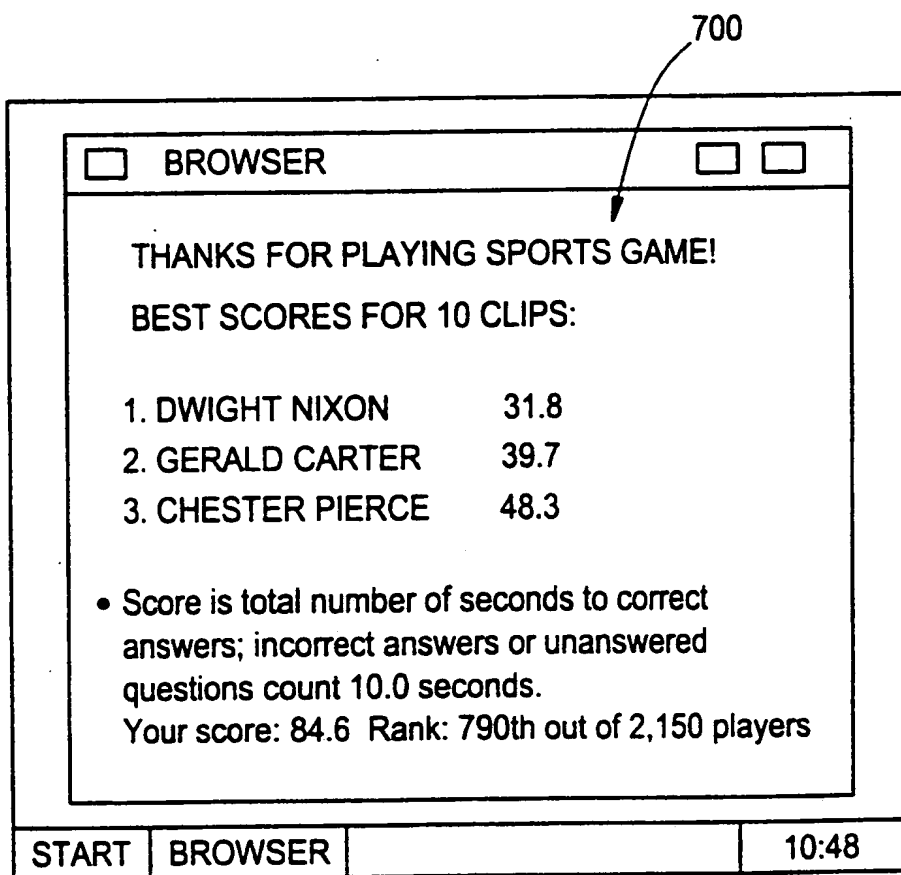 700
BROWSER
THANKS FOR PLAYING SPORTS GAME!
BEST SCORES FOR 10 CLIPS:
1. DWIGHT NIXON 31.8
2. GERALD CARTER 39.7
3. CHESTER PIERCE 48.3
• Score is total number of seconds to correct
answers; incorrect answers or unanswered
questions count 10.0 seconds.
Your score: 84.6 Rank: 790th out of 2,150 players
START BROWSER 10:48